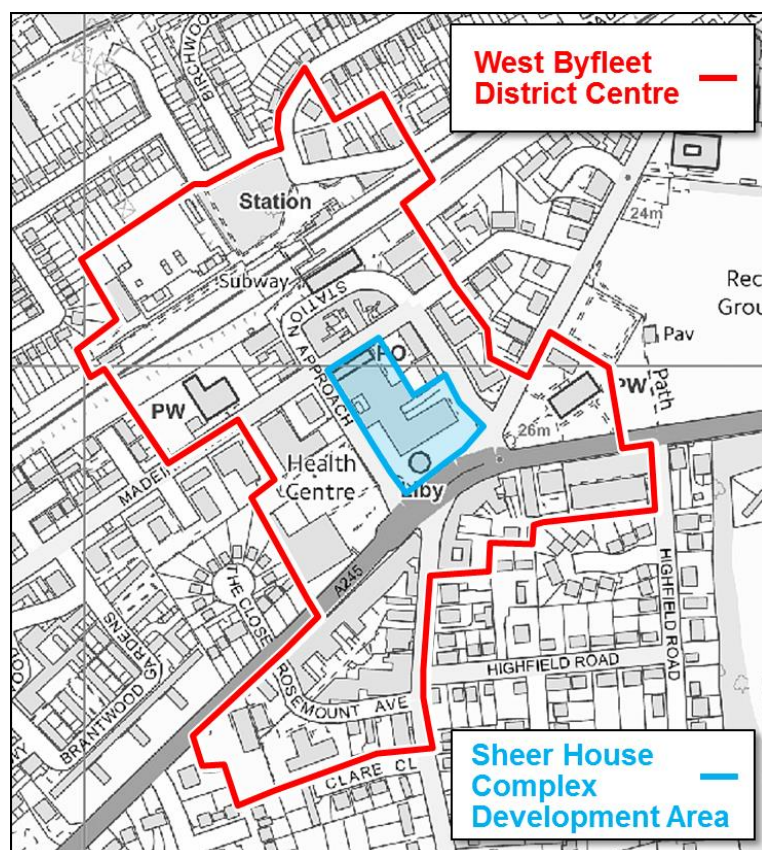 West Byfleet
District Centre
BIRCHWOO
Station
24m
Subway
Rec
Grou
STATION APPROACH
Pav
PO
PW
PW
Path
26m
Health
Centre
Liby
MADEI
THE CLOSE
A245
HIGHFIELD ROAD
ROSEMOUNT AVE
HIGHFIELD ROAD
BRANTWOOD
GARDENS
CLARE CL
Sheer House
Complex
Development Area